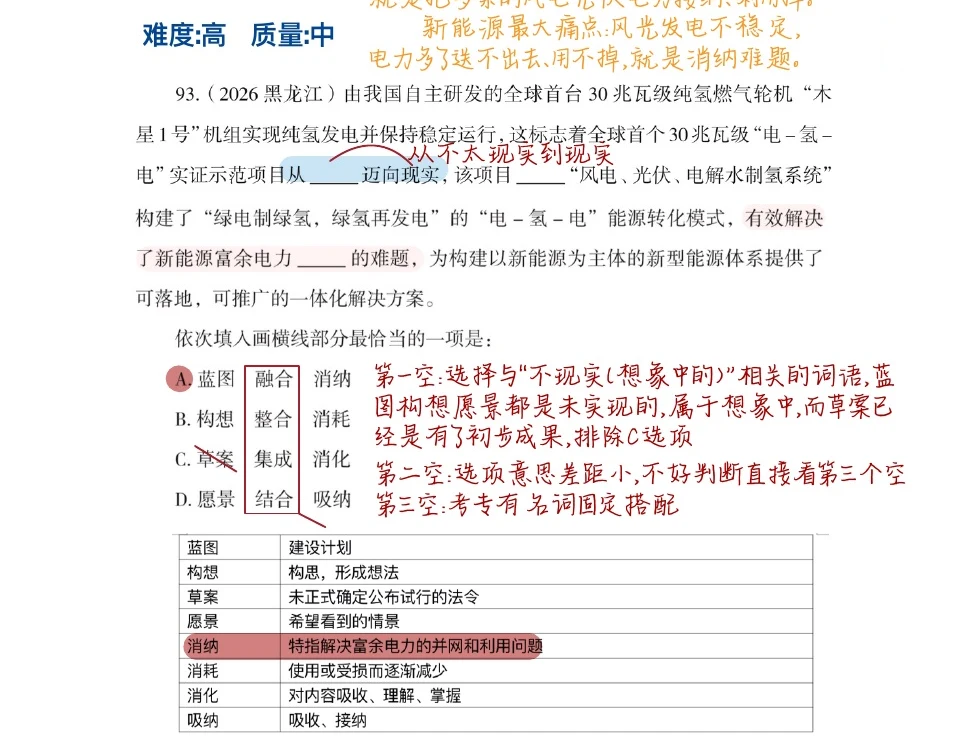 难度:高 质量:中
新能源最大痛点:风光发电不稳定,
电力多了送不出去、用不掉,就是消纳难题。
93.（2026 黑龙江）由我国自主研发的全球首台 30 兆瓦级纯氢燃气轮机“木
星1号”机组实现纯氢发电并保持稳定运行，这标志着全球首个30兆瓦级“电－氢－
从不太现实到现实
电”实证示范项目从 _____ 迈向现实，该项目 _____ “风电、光伏、电解水制氢系统”
构建了“绿电制绿氢，绿氢再发电”的“电－氢－电”能源转化模式，有效解决
了新能源富余电力 _____ 的难题，为构建以新能源为主体的新型能源体系提供了
可落地，可推广的一体化解决方案。
依次填入画横线部分最恰当的一项是：
A. 蓝图 融合 消纳
B. 构想 整合 消耗
C. 草案 集成 消化
D. 愿景 结合 吸纳
第一空:选择与“不现实(想象中的)”相关的词语,蓝
图构想愿景都是未实现的,属于想象中,而草案已
经是有了初步成果,排除C选项
第二空:选项意思差距小,不好判断直接看第三个空
第三空:考专有名词固定搭配
蓝图 建设计划
构想 构思，形成想法
草案 未正式确定公布试行的法令
愿景 希望看到的情景
消纳 特指解决富余电力的并网和利用问题
消耗 使用或受损而逐渐减少
消化 对内容吸收、理解、掌握
吸纳 吸收、接纳